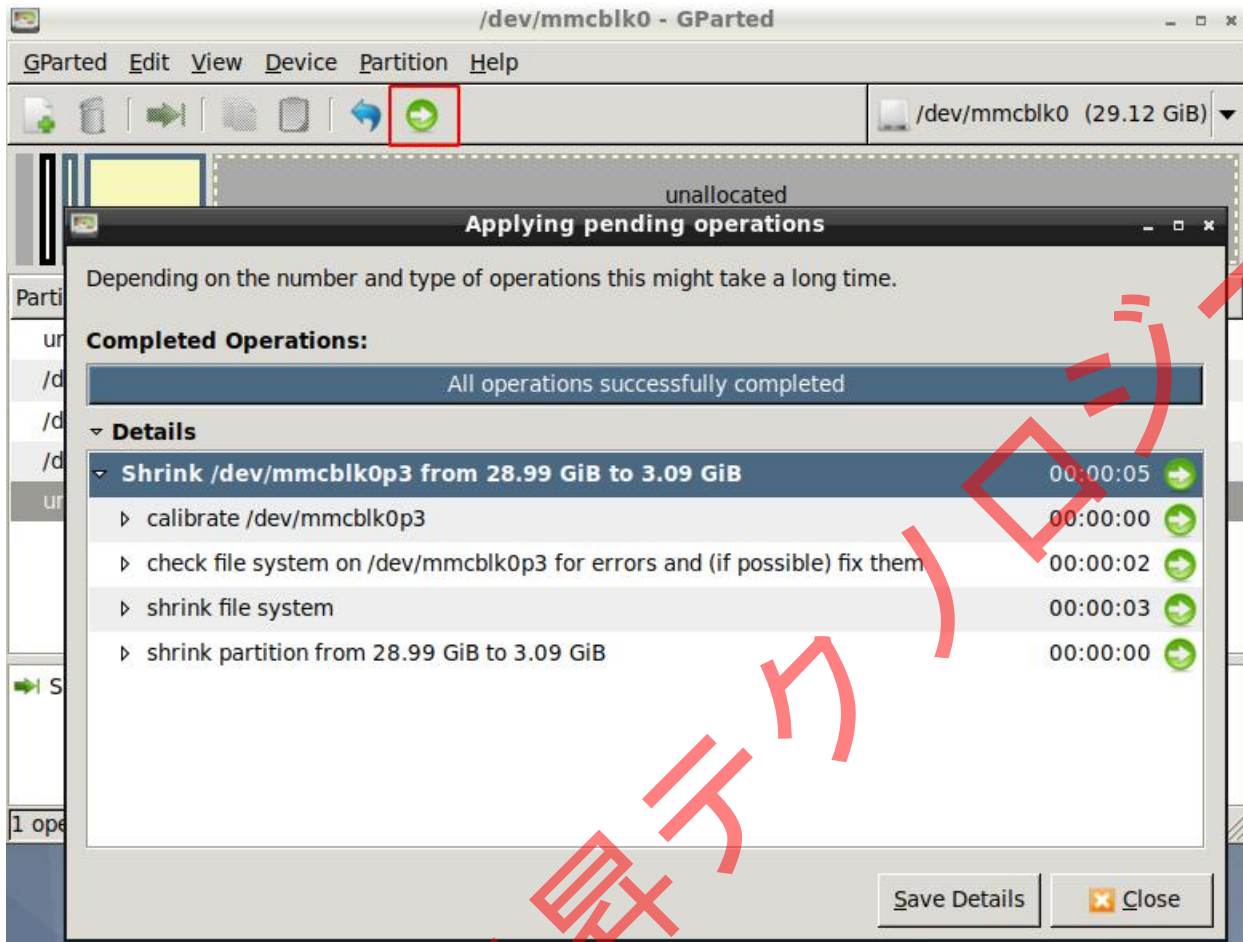 /dev/mmcblk0 - GParted
GParted Edit View Device Partition Help
/dev/mmcblk0 (29.12 GiB)
unallocated
Applying pending operations
Depending on the number and type of operations this might take a long time.
Completed Operations:
All operations successfully completed
Details
Shrink /dev/mmcblk0p3 from 28.99 GiB to 3.09 GiB 00:00:05
calibrate /dev/mmcblk0p3 00:00:00
check file system on /dev/mmcblk0p3 for errors and (if possible) fix them 00:00:02
shrink file system 00:00:03
shrink partition from 28.99 GiB to 3.09 GiB 00:00:00
Save Details Close
昇テクノロジー